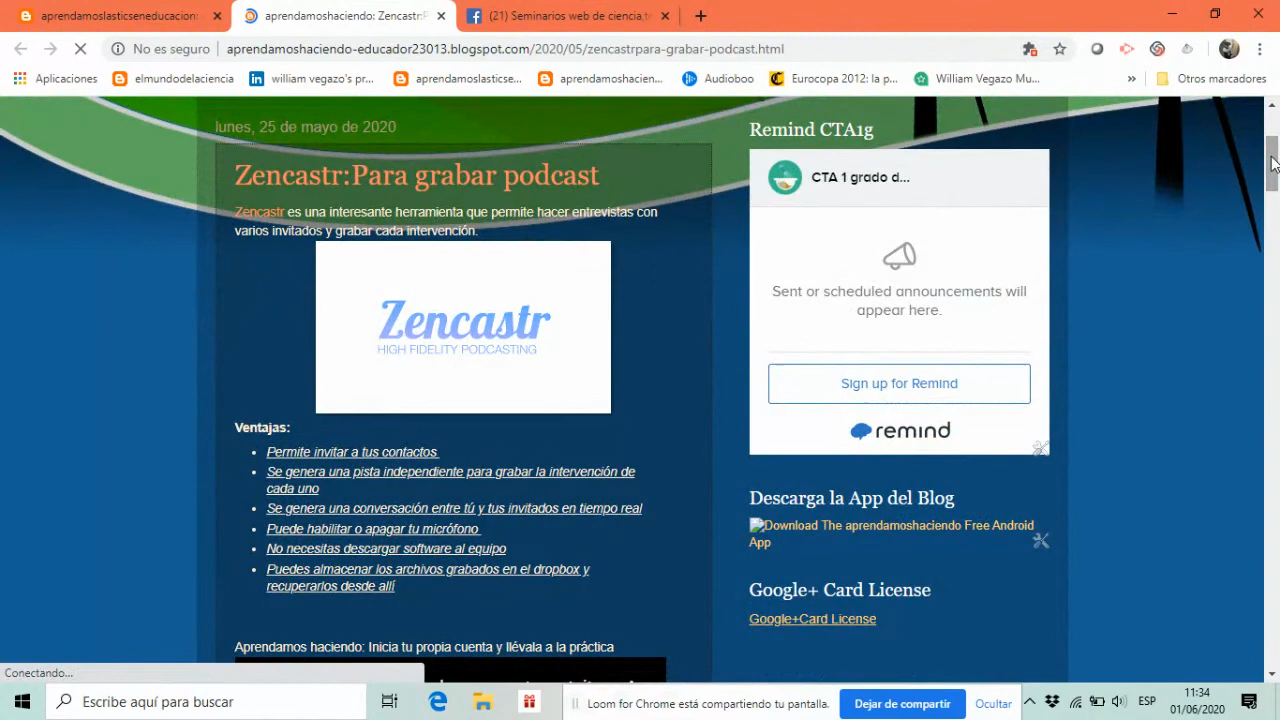 aprendamoslasticseneducacion:
aprendamoshaciendo: Zencastr:P
(21) Seminarios web de ciencia,te
No es seguro
aprendamoshaciendo-educador23013.blogspot.com/2020/05/zencastrpara-grabar-podcast.html
Aplicaciones
elmundodelaciencia
william vegazo's pr...
aprendamoslasticse...
aprendamoshacien...
Audioboo
Eurocopa 2012: la p...
William Vegazo Mu...
»
Otros marcadores
lunes, 25 de mayo de 2020
Zencastr:Para grabar podcast
Zencastr es una interesante herramienta que permite hacer entrevistas con
varios invitados y grabar cada intervención.
Zencastr
HIGH FIDELITY PODCASTING
Ventajas:
Permite invitar a tus contactos
Se genera una pista independiente para grabar la intervención de
cada uno
Se genera una conversación entre tú y tus invitados en tiempo real
Puede habilitar o apagar tu micrófono
No necesitas descargar software al equipo
Puedes almacenar los archivos grabados en el dropbox y
recuperarlos desde allí
Aprendamos haciendo: Inicia tu propia cuenta y llévala a la práctica
Remind CTA1g
CTA 1 grado d...
Sent or scheduled announcements will
appear here.
Sign up for Remind
remind
Descarga la App del Blog
Download The aprendamoshaciendo Free Android
App
Google+ Card License
Google+Card License
Conectando...
Escribe aquí para buscar
Loom for Chrome está compartiendo tu pantalla.
Dejar de compartir
Ocultar
ESP
11:34
01/06/2020